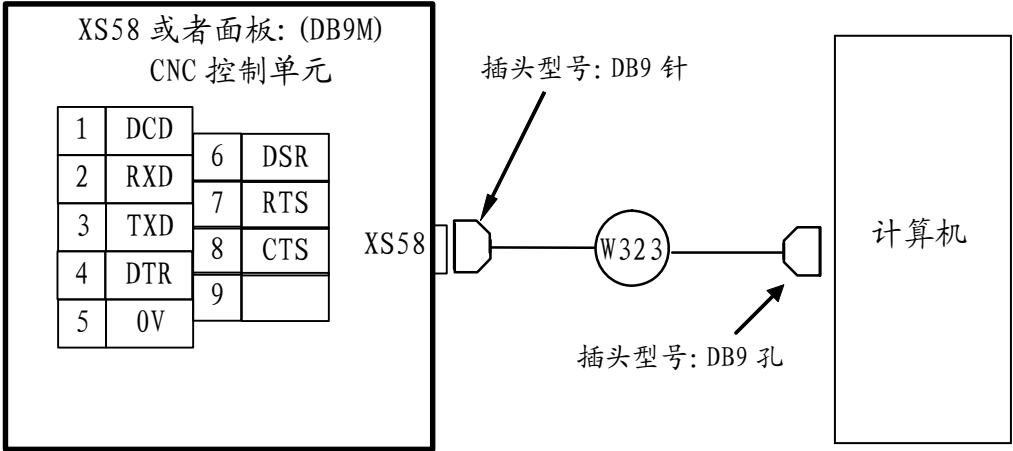 XS58 或者面板: (DB9M)
CNC 控制单元
插头型号: DB9 针
1 DCD
6 DSR
2 RXD
7 RTS
3 TXD
8 CTS
4 DTR
9
5 0V
XS58
W323
计算机
插头型号: DB9 孔